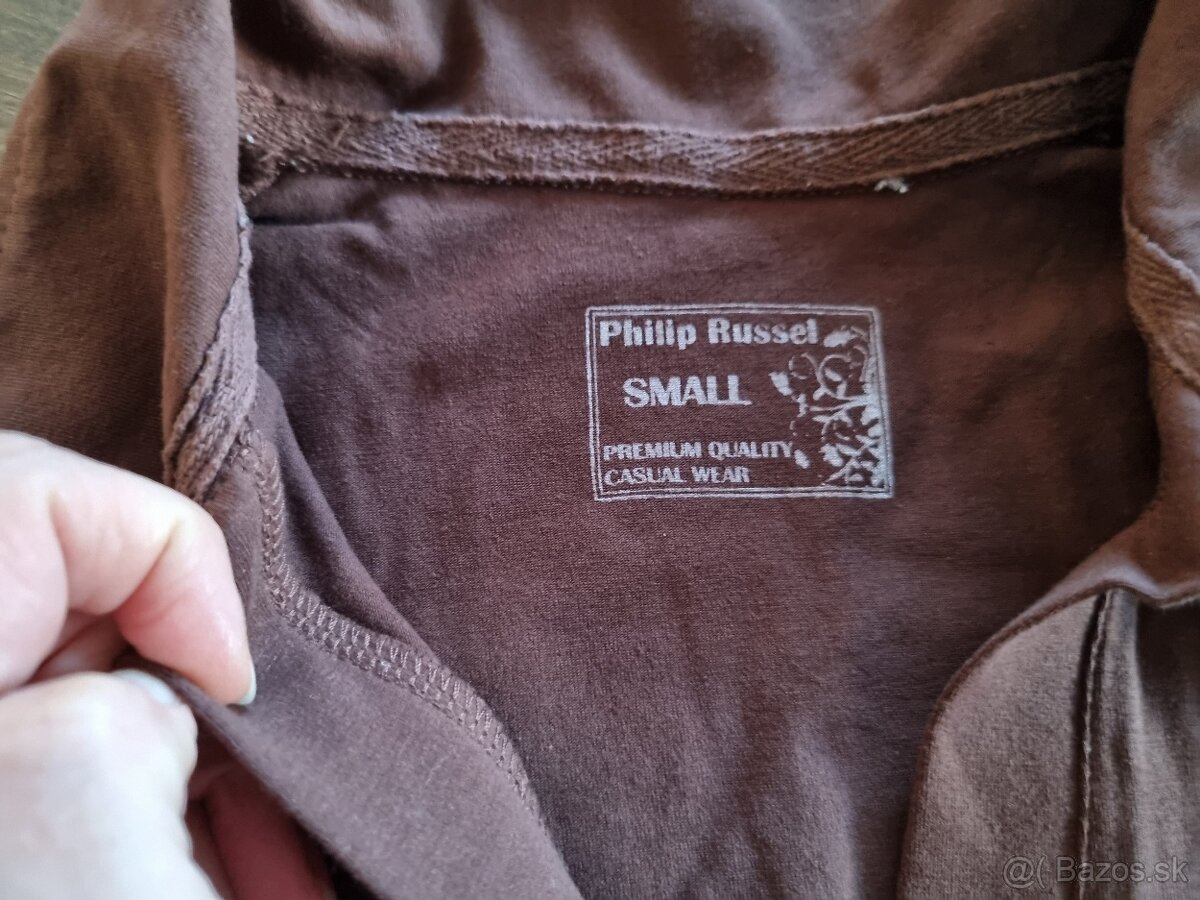 Philip Russel
SMALL
PREMIUM QUALITY
CASUAL WEAR
@( Bazos.sk